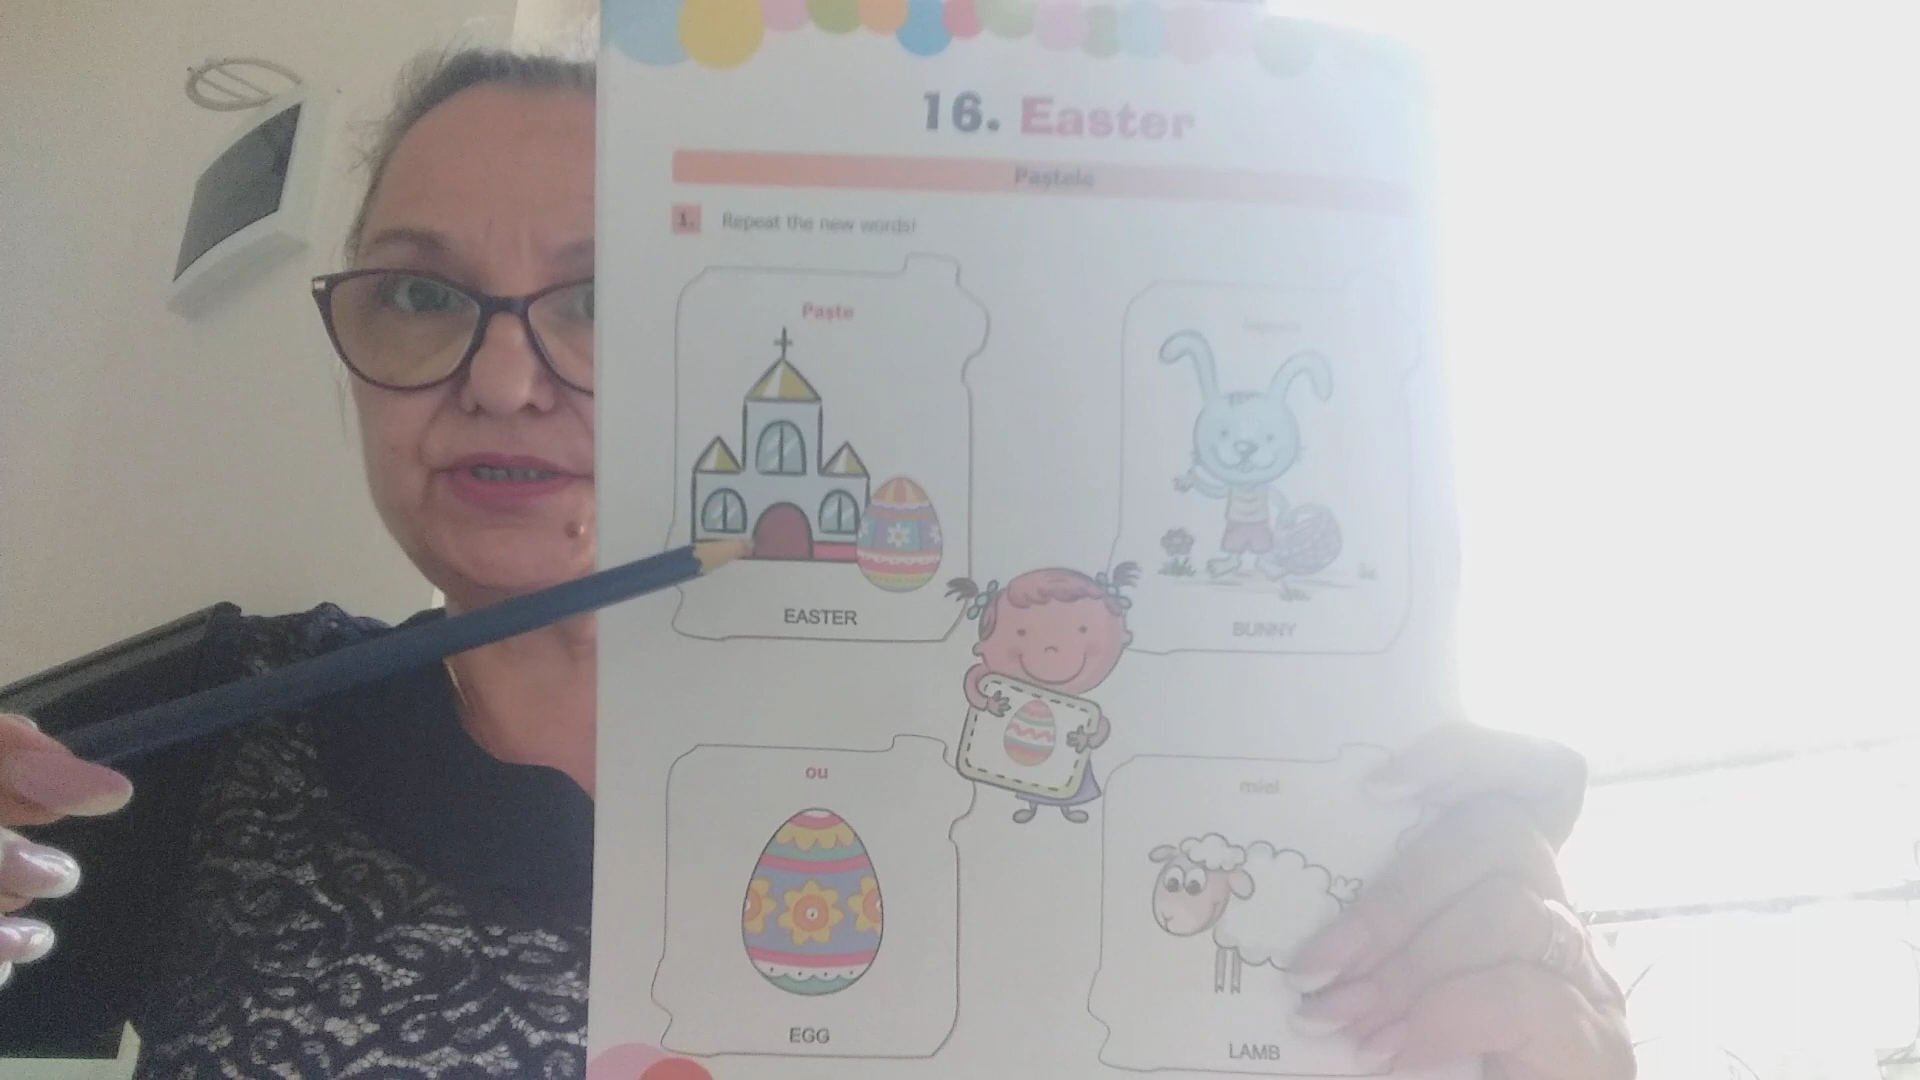 16. Easter
Paștele
1. Repeat the new words!
Paște
EASTER
BUNNY
ou
miel
EGG
LAMB